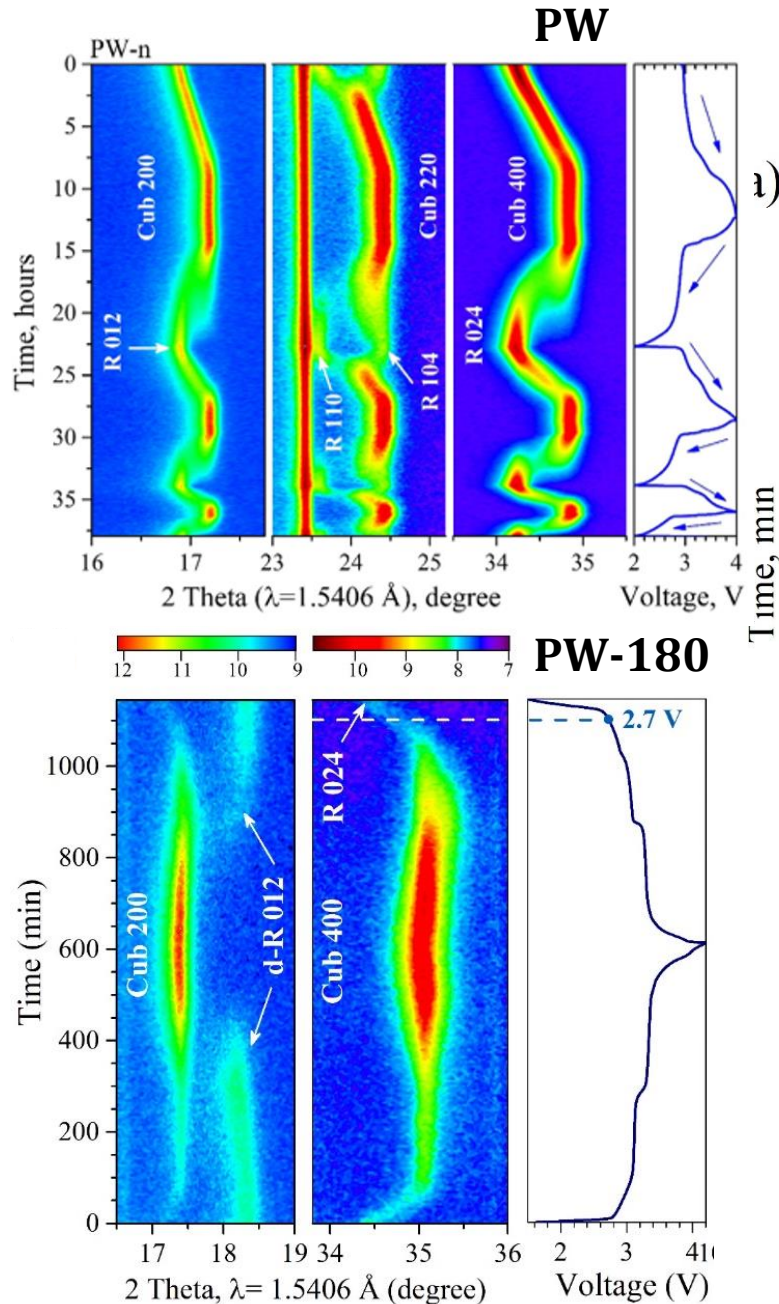 PW
PW-n
0
5
10
15
20
25
30
35
Time, hours
Cub 200
R 012
Cub 220
R 110
R 104
Cub 400
R 024
a)
16 17 23 24 25 34 35 2 3 4
2 Theta (λ=1.5406 Å), degree
Voltage, V
Time, min
12 11 10 9
10 9 8 7
PW-180
1000
800
600
400
200
0
Time (min)
Cub 200
d-R 012
Cub 400
R 024
2.7 V
17 18 19 34 35 36 2 3 410
2 Theta, λ= 1.5406 Å (degree)
Voltage (V)